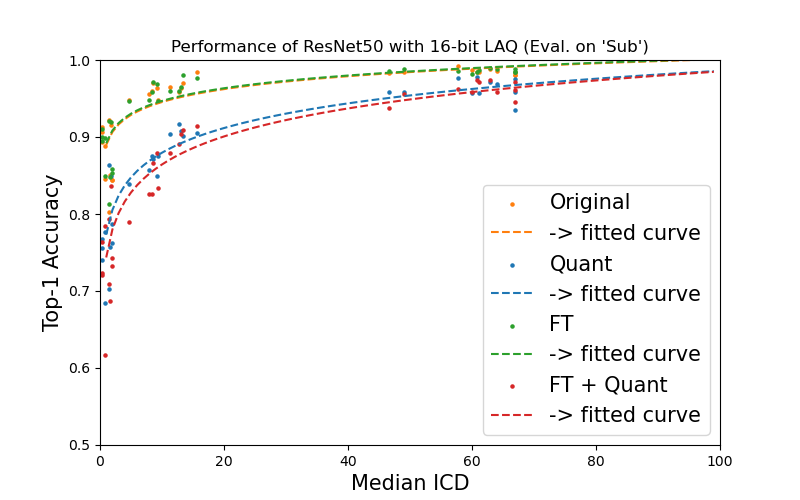 Performance of ResNet50 with 16-bit LAQ (Eval. on 'Sub')
1.0
0.9
0.8
0.7
0.6
0.5
Top-1 Accuracy
Original
-> fitted curve
Quant
-> fitted curve
FT
-> fitted curve
FT + Quant
-> fitted curve
0 20 40 60 80 100
Median ICD